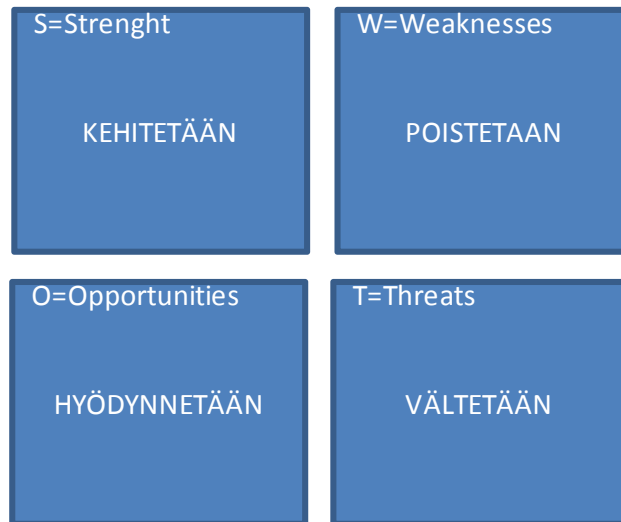 S=Strenght
KEHITETÄÄN
W=Weaknesses
POISTETAAN
O=Opportunities
HYÖDYNNETÄÄN
T=Threats
VÄLTETÄÄN